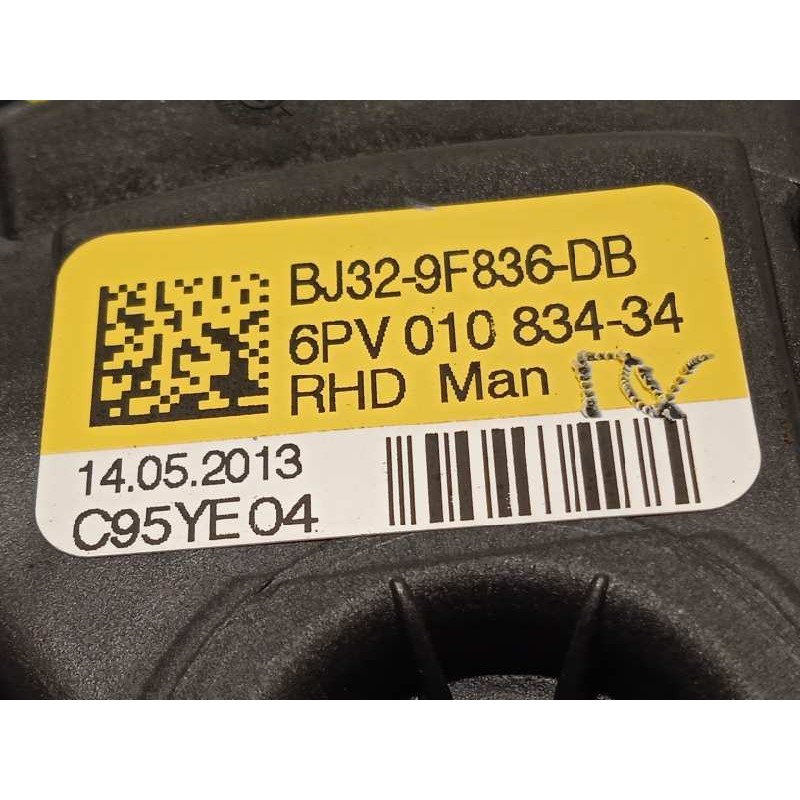 BJ32-9F836-DB
6PV 010 834-34
RHD Man
14.05.2013
C95YE04